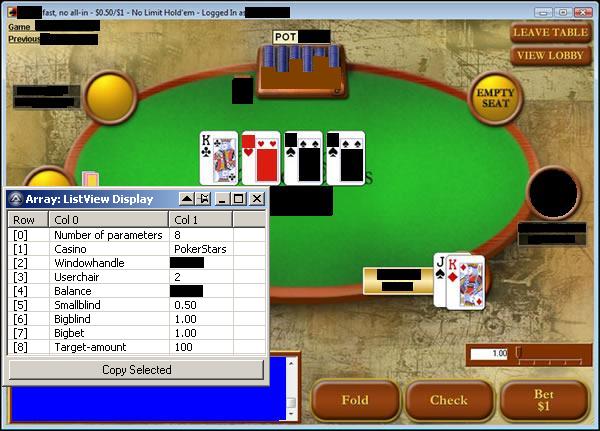 fast, no all-in - $0.50/$1 - No Limit Hold'em - Logged In as
Game
Previous
POT
LEAVE TABLE
VIEW LOBBY
EMPTY
SEAT
K
S
J
K
Array: ListView Display
Row Col 0 Col 1
[0] Number of parameters 8
[1] Casino PokerStars
[2] Windowhandle
[3] Userchair 2
[4] Balance
[5] Smallblind 0.50
[6] Bigblind 1.00
[7] Bigbet 1.00
[8] Target-amount 100
Copy Selected
1.00
Fold
Check
Bet
$1